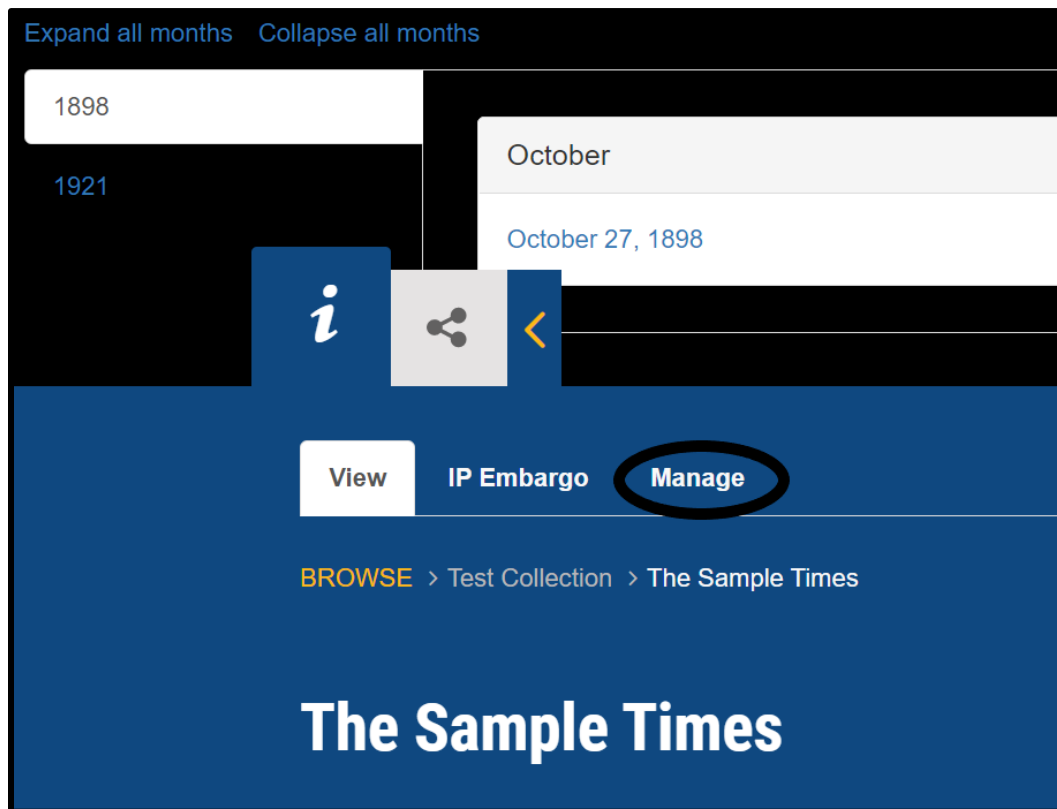 Expand all months Collapse all months
1898
October
1921
October 27, 1898
i
View IP Embargo Manage
BROWSE > Test Collection > The Sample Times
The Sample Times